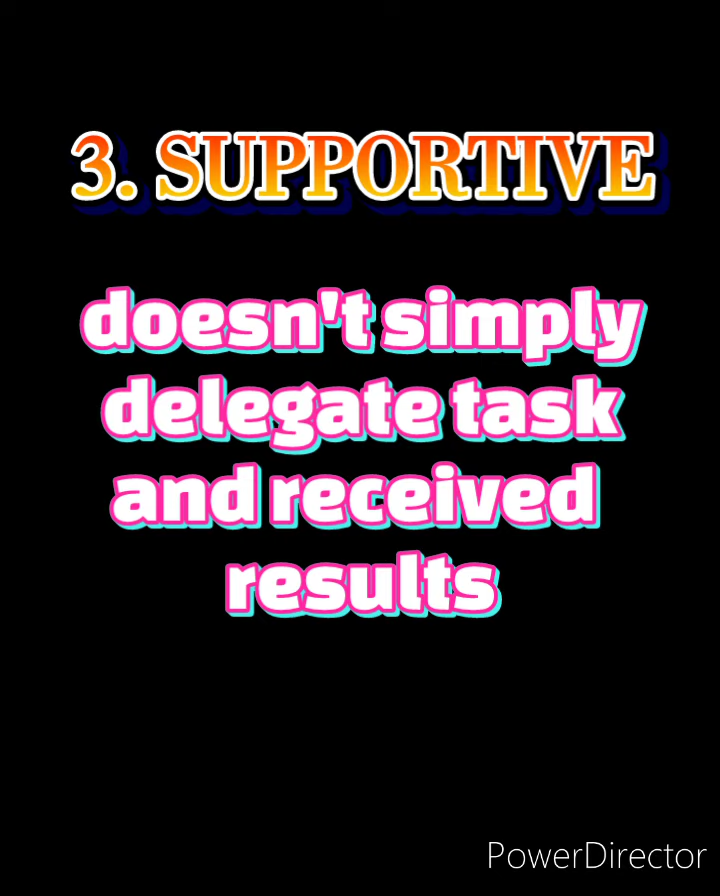 3. SUPPORTIVE
doesn't simply
delegate task
and received
results
PowerDirector